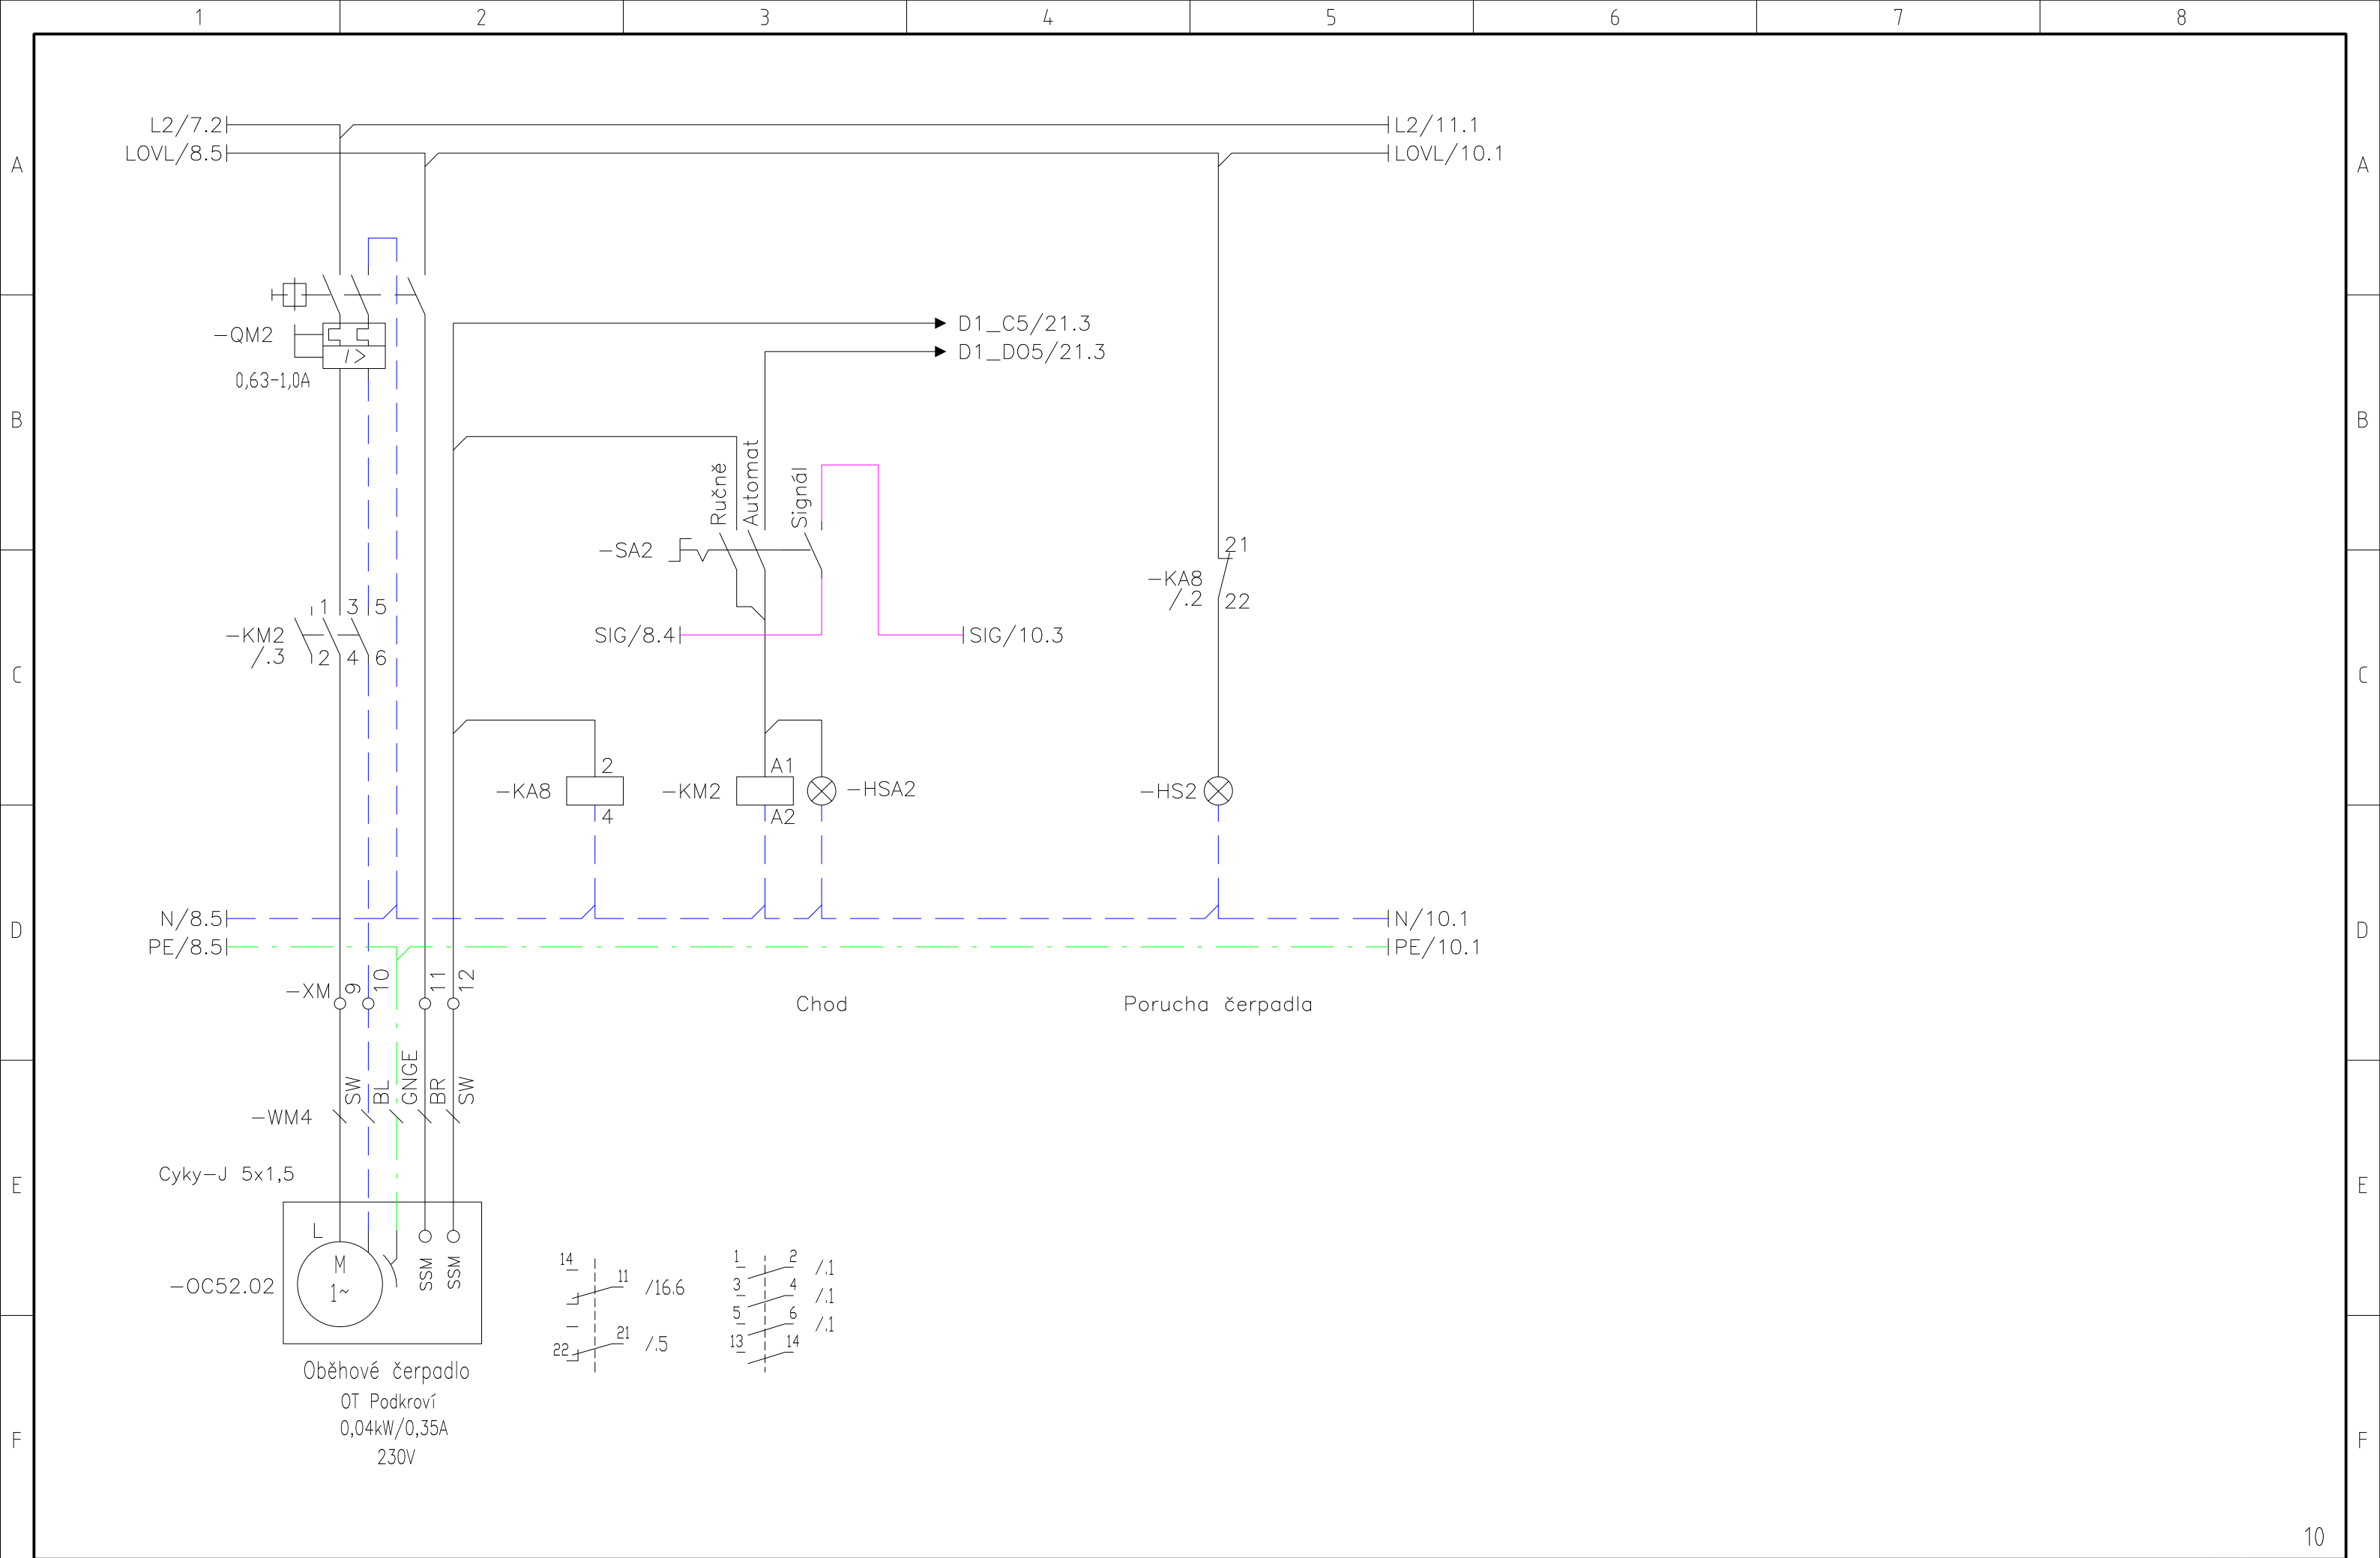 1 2 3 4 5 6 7 8
L2/7.2 L2/11.1
LOVL/8.5 LOVL/10.1
A A
-QM2
0,63-1,0A
D1_C5/21.3
D1_DO5/21.3
B B
Ručně
Automat
Signál
-SA2
21
-KA8
/.2
22
1 3 5
-KM2
/.3
2 4 6
SIG/8.4 SIG/10.3
C C
2
-KA8
4
A1
-KM2
A2
-HSA2
-HS2
N/8.5 N/10.1
PE/8.5 PE/10.1
D D
-XM
9
10
11
12
Chod
Porucha čerpadla
SW
BL
GNGE
BR
SW
-WM4
Cyky-J 5x1,5
E E
L
M
1~
SSM
SSM
-OC52.02
14
11 /16.6
21 /.5
22
1 2 /.1
3 4 /.1
5 6 /.1
13 14
Oběhové čerpadlo
OT Podkroví
0,04kW/0,35A
230V
F F
10